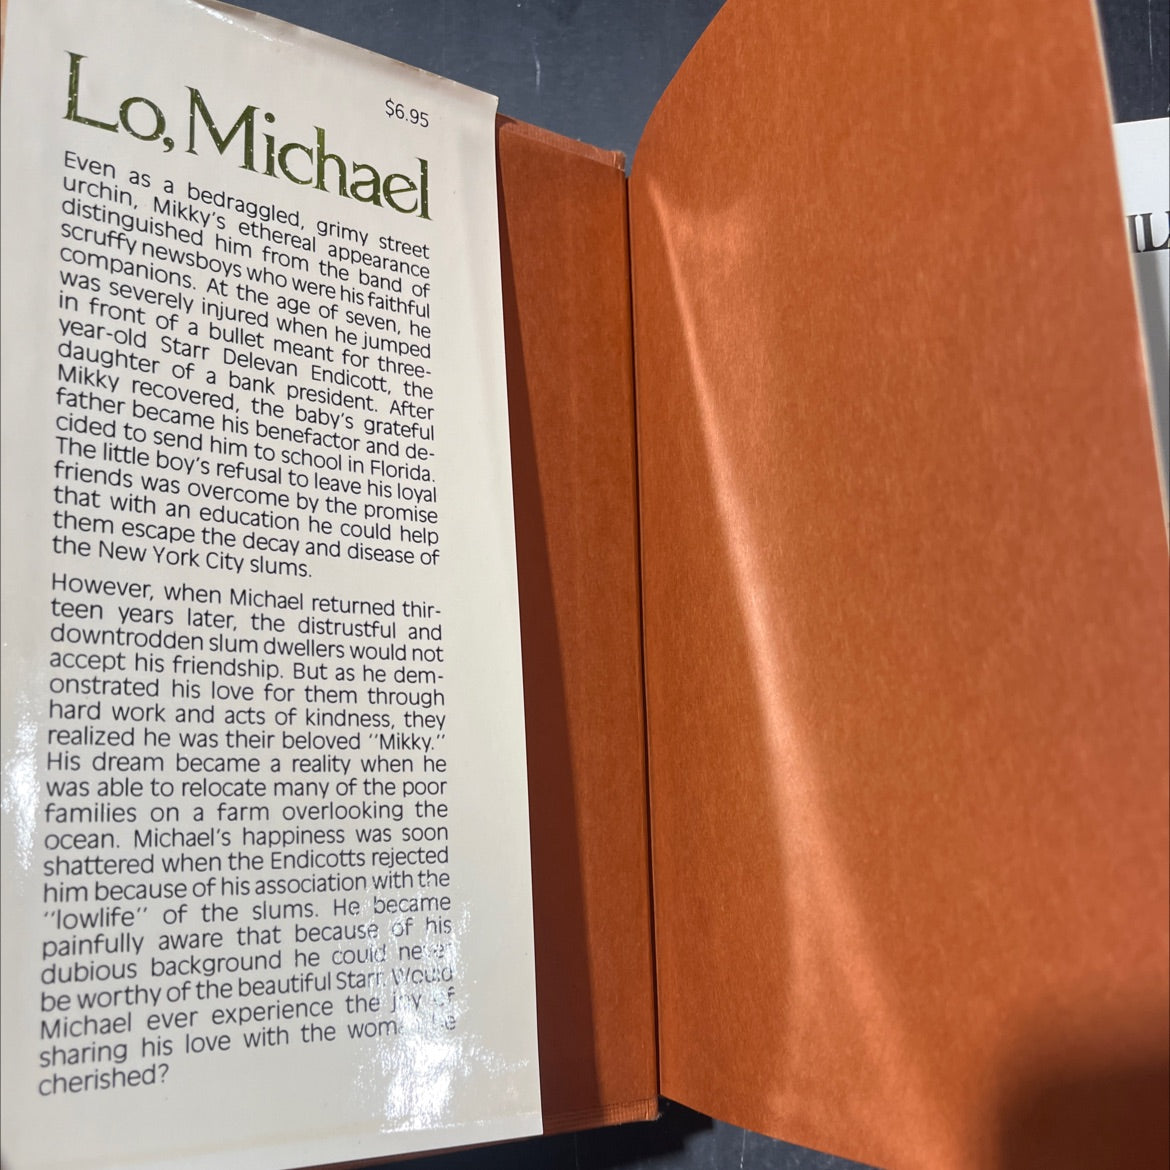 $6.95
Lo, Michael
Even as a bedraggled, grimy street
urchin, Mikky's ethereal appearance
distinguished him from the band of
scruffy newsboys who were his faithful
companions. At the age of seven, he
was severely injured when he jumped
in front of a bullet meant for three-
year-old Starr Delevan Endicott, the
daughter of a bank president. After
Mikky recovered, the baby's grateful
father became his benefactor and de-
cided to send him to school in Florida.
The little boy's refusal to leave his loyal
friends was overcome by the promise
that with an education he could help
them escape the decay and disease of
the New York City slums.
However, when Michael returned thir-
teen years later, the distrustful and
downtrodden slum dwellers would not
accept his friendship. But as he dem-
onstrated his love for them through
hard work and acts of kindness, they
realized he was their beloved "Mikky."
His dream became a reality when he
was able to relocate many of the poor
families on a farm overlooking the
ocean. Michael's happiness was soon
shattered when the Endicotts rejected
him because of his association with the
"lowlife" of the slums. He became
painfully aware that because of his
dubious background he could never
be worthy of the beautiful Starr. Would
Michael ever experience the joy of
sharing his love with the woman he
cherished?